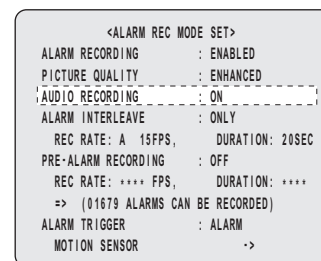 <ALARM REC MODE SET>
ALARM RECORDING : ENABLED
PICTURE QUALITY : ENHANCED
AUDIO RECORDING : ON
ALARM INTERLEAVE : ONLY
REC RATE: A 15FPS, DURATION: 20SEC
PRE-ALARM RECORDING : OFF
REC RATE: **** FPS, DURATION: ****
=> (01679 ALARMS CAN BE RECORDED)
ALARM TRIGGER : ALARM
MOTION SENSOR ->